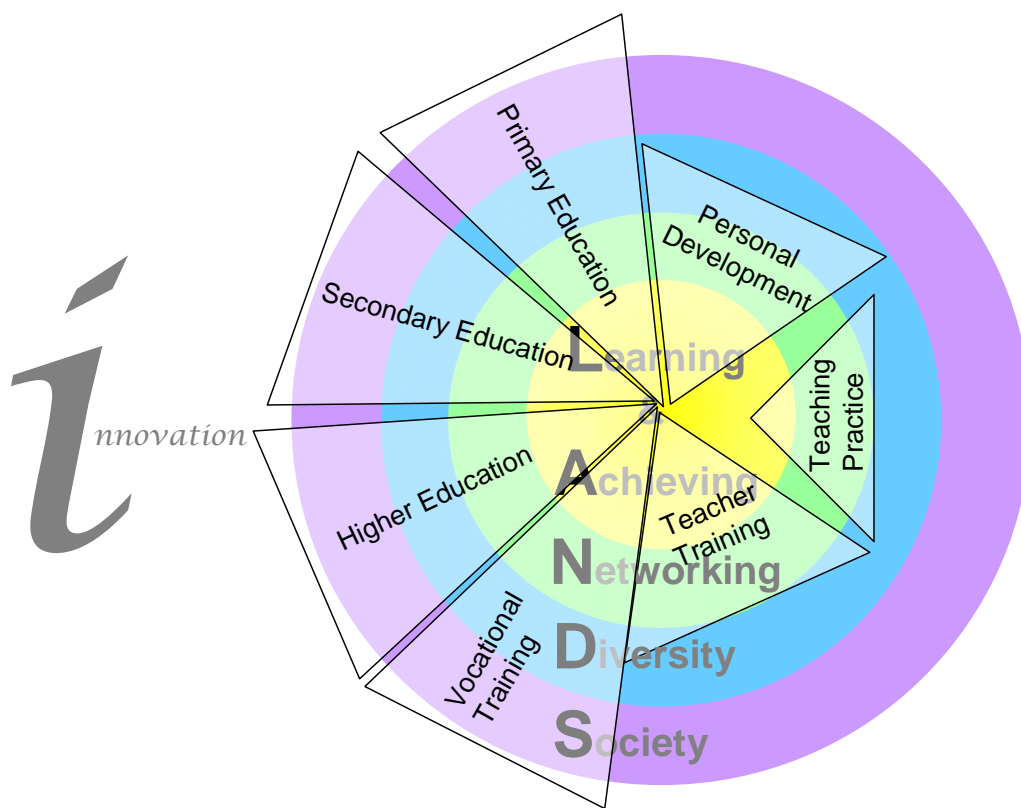 Primary Education
Personal
Development
Secondary Education
Learning
&
Achieving
innovation
Teaching
Practice
Higher Education
Teacher
Training
Networking
Vocational
Training
Diversity
Society